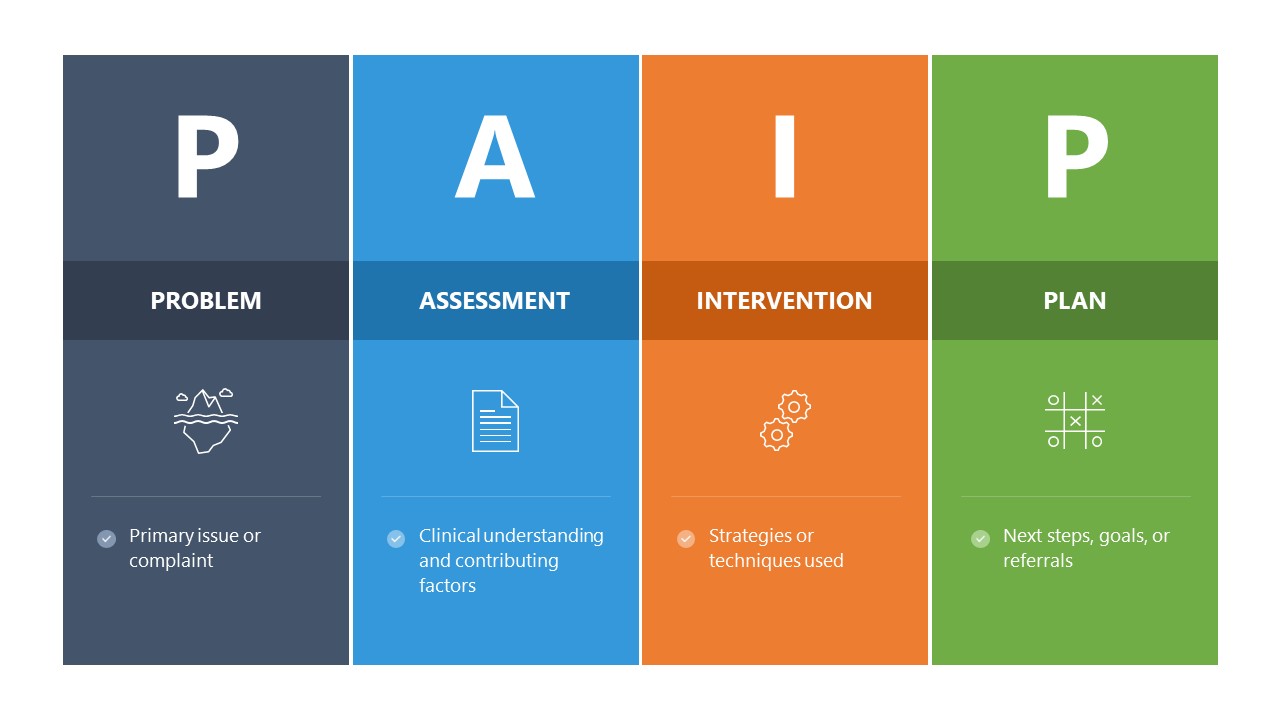 P
A
I
P
PROBLEM
ASSESSMENT
INTERVENTION
PLAN
Primary issue or
complaint
Clinical understanding
and contributing
factors
Strategies or
techniques used
Next steps, goals, or
referrals